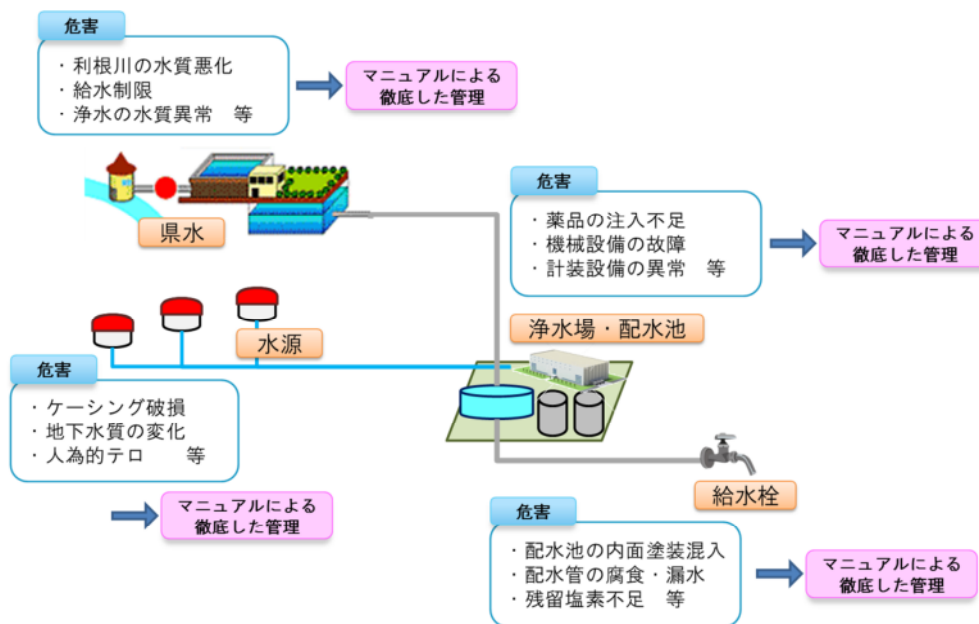 危害
・利根川の水質悪化
・給水制限
・浄水の水質異常　等
マニュアルによる
徹底した管理
県水
危害
・薬品の注入不足
・機械設備の故障
・計装設備の異常　等
マニュアルによる
徹底した管理
水源
浄水場・配水池
危害
・ケーシング破損
・地下水質の変化
・人為的テロ　　等
マニュアルによる
徹底した管理
給水栓
危害
・配水池の内面塗装混入
・配水管の腐食・漏水
・残留塩素不足　等
マニュアルによる
徹底した管理